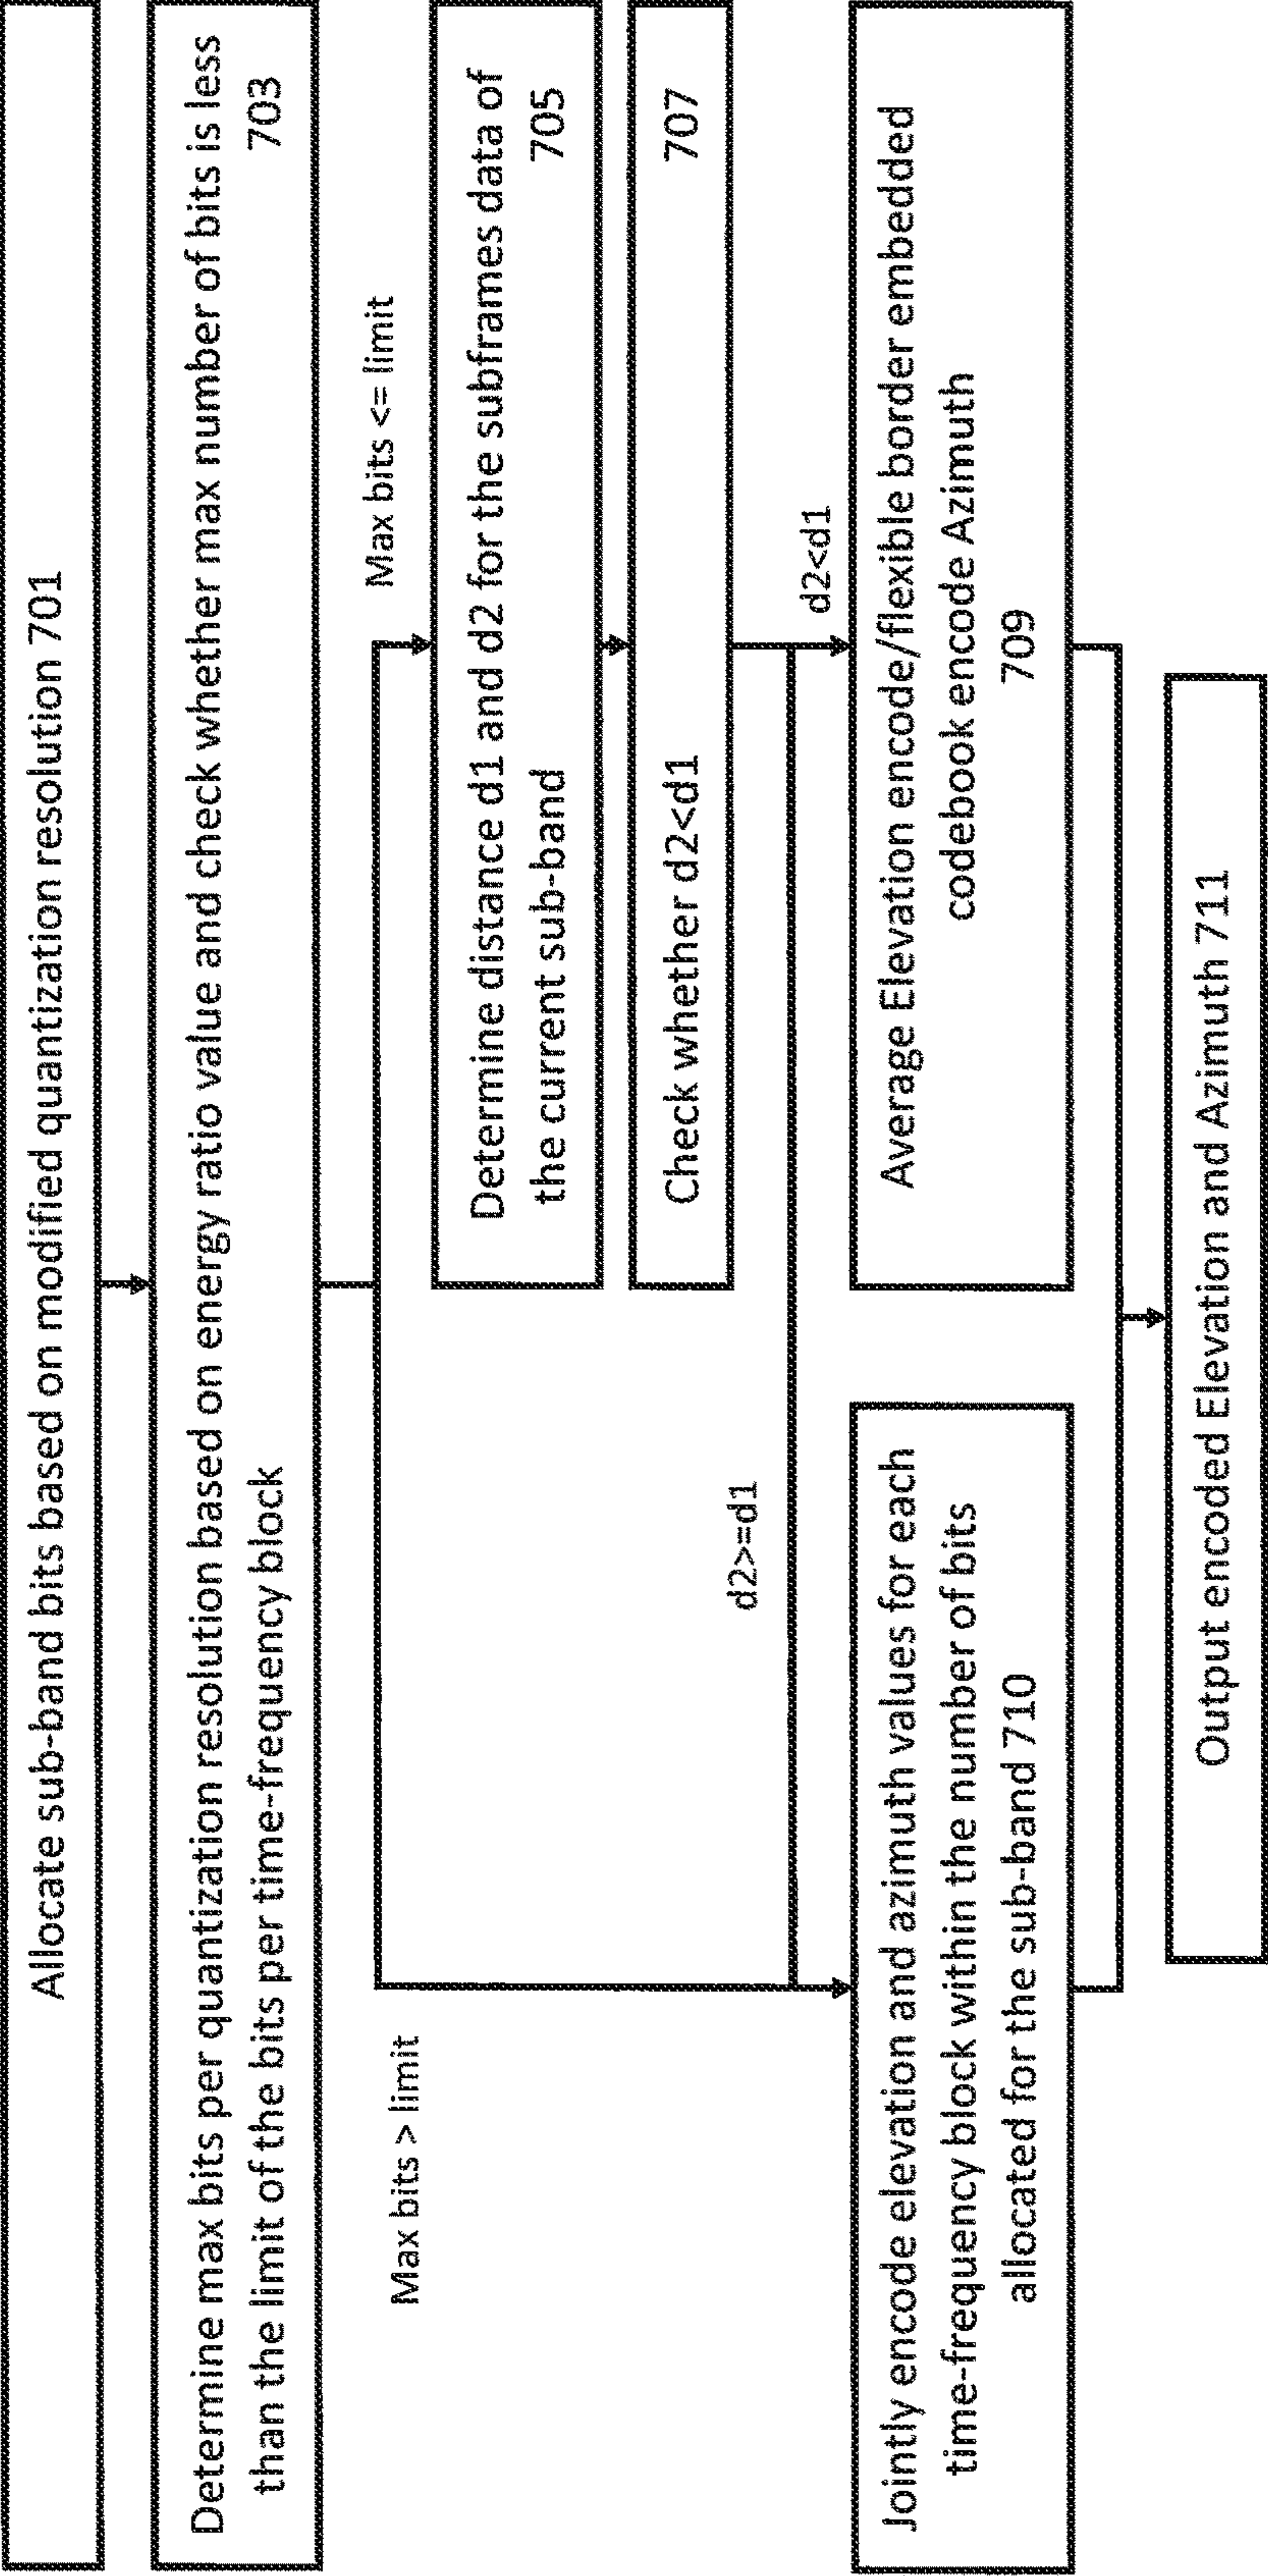 Allocate sub-band bits based on modified quantization resolution 701
Determine max bits per quantization resolution based on energy ratio value and check whether max number of bits is less
than the limit of the bits per time-frequency block
703
Max bits > limit
Max bits <= limit
Determine distance d1 and d2 for the subframes data of
the current sub-band
705
Check whether d2<d1
707
d2>=d1
d2<d1
Jointly encode elevation and azimuth values for each
time-frequency block within the number of bits
allocated for the sub-band 710
Average Elevation encode/flexible border embedded
codebook encode Azimuth
709
Output encoded Elevation and Azimuth 711